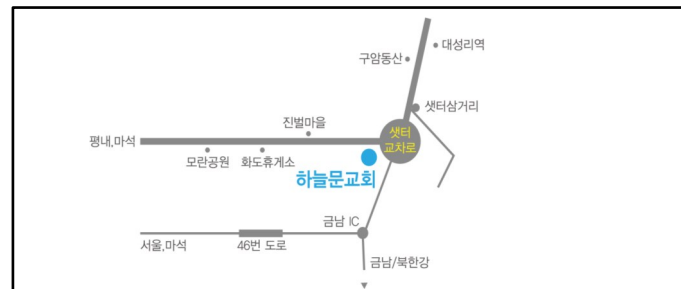 대성리역
구암동산
샛터삼거리
진벌마을
샛터
교차로
평내,마석
모란공원
화도휴게소
하늘문교회
금남 IC
서울,마석
46번 도로
금남/북한강